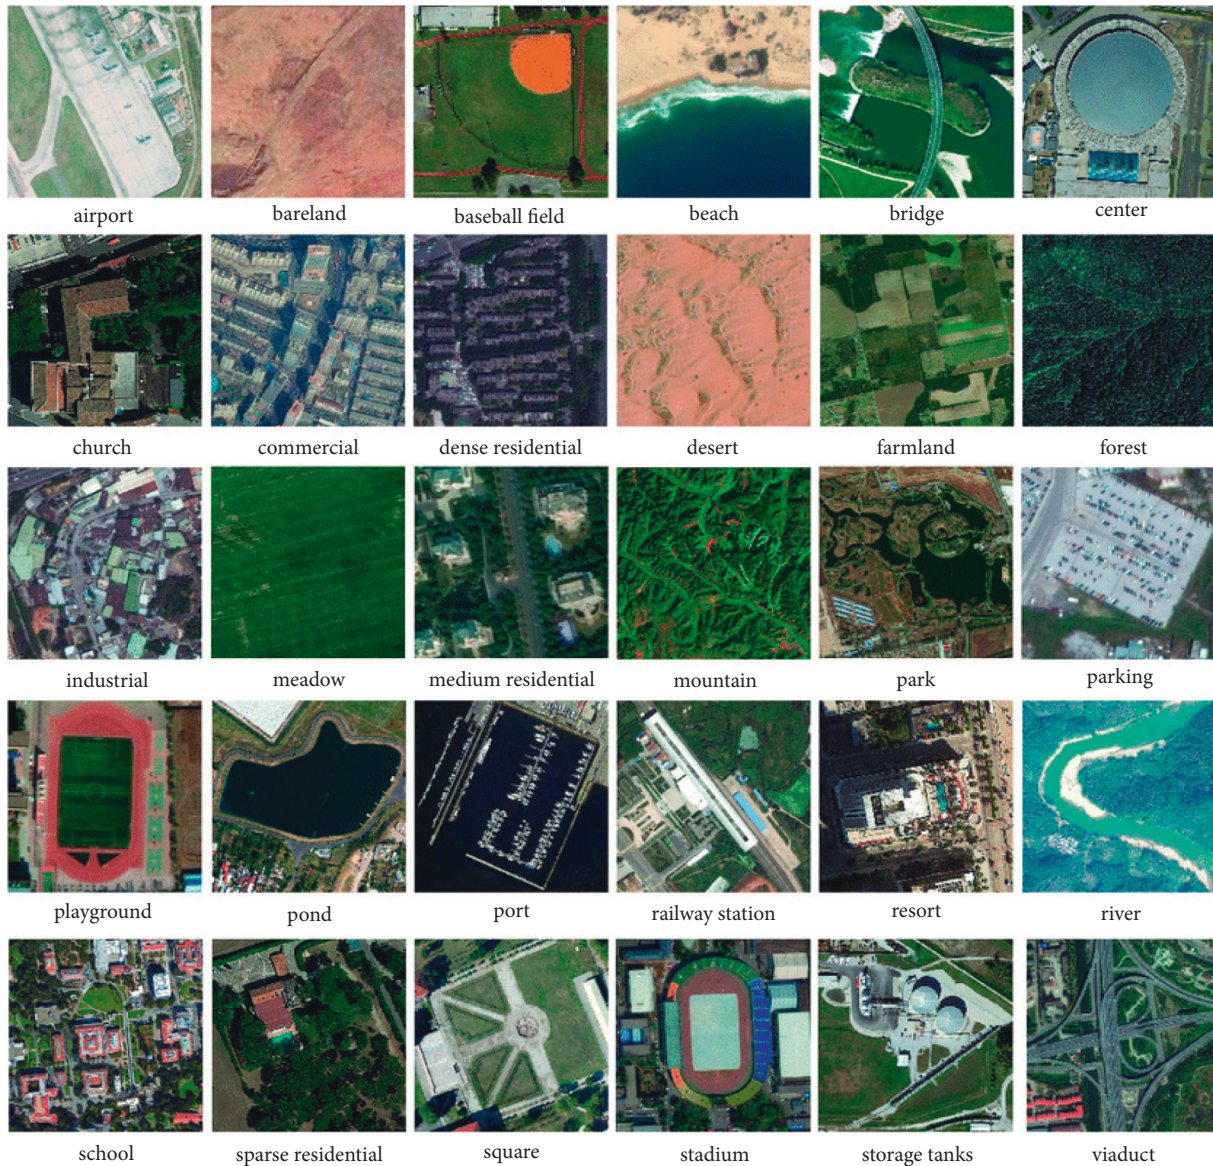 airport
bareland
baseball field
beach
bridge
center
church
commercial
dense residential
desert
farmland
forest
industrial
meadow
medium residential
mountain
park
parking
playground
pond
port
railway station
resort
river
school
sparse residential
square
stadium
storage tanks
viaduct